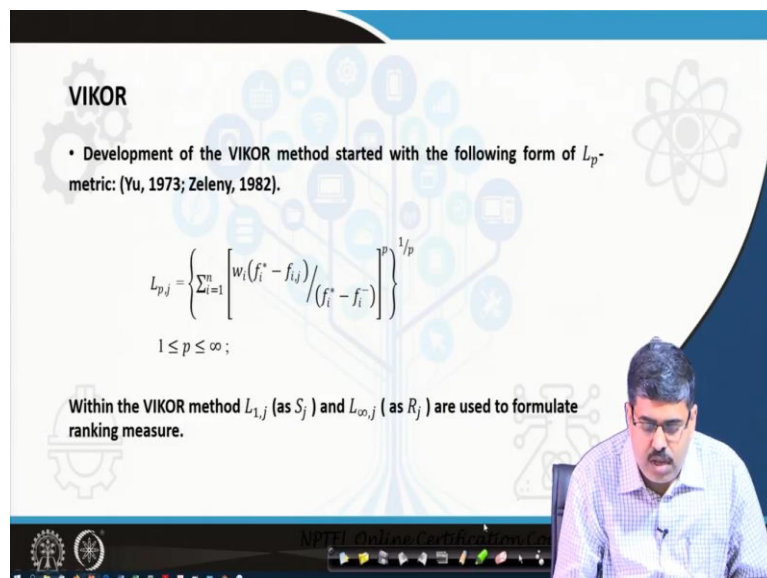 VIKOR
• Development of the VIKOR method started with the following form of L_p-
metric: (Yu, 1973; Zeleny, 1982).
L_{p,j} = {∑_{i=1}^{n} [w_i(f_i^* − f_{i,j})/(f_i^* − f_i^−)]^p}^{1/p}
1 ≤ p ≤ ∞ ;
Within the VIKOR method L_{1,j} (as S_j ) and L_{∞,j} ( as R_j ) are used to formulate
ranking measure.
NPTEL Online Certification Co